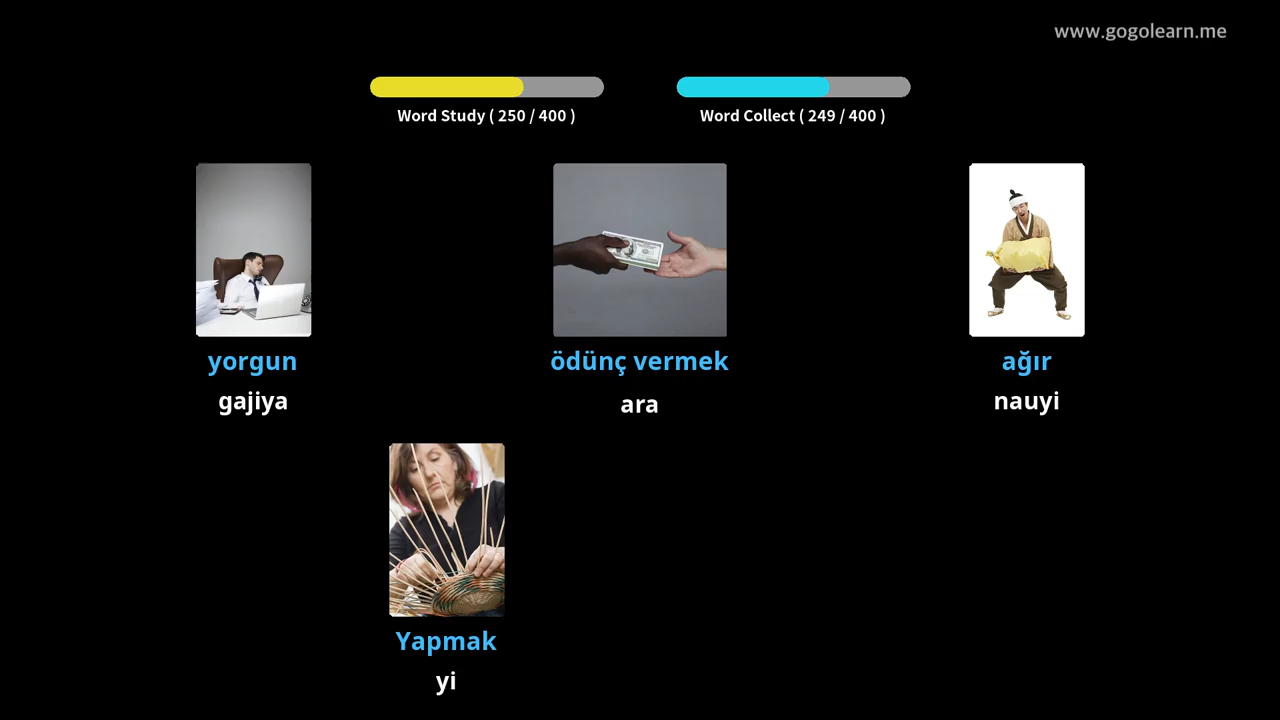 www.gogolearn.me
Word Study ( 250 / 400 )
Word Collect ( 249 / 400 )
yorgun
gajiya
ödünç vermek
ara
ağır
nauyi
Yapmak
yi